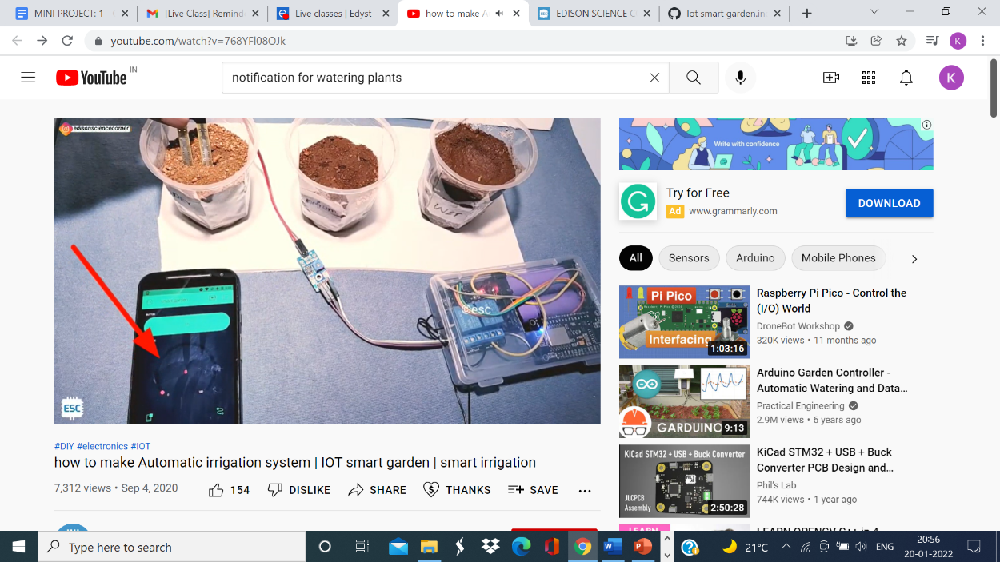 MINI PROJECT: 1 -
[Live Class] Remind
Live classes | Edyst
how to make A
EDISON SCIENCE C
Iot smart garden.in
youtube.com/watch?v=768YFl08OJk
K
YouTube IN
notification for watering plants
K
edisonsciencecorner
WET
@esc
ESC
Write with confidence
Try for Free
Ad www.grammarly.com
DOWNLOAD
All
Sensors
Arduino
Mobile Phones
Pi Pico
Interfacing
1:03:16
Raspberry Pi Pico - Control the
(I/O) World
DroneBot Workshop
320K views • 11 months ago
GARDUINO
9:13
Arduino Garden Controller -
Automatic Watering and Data...
Practical Engineering
2.9M views • 6 years ago
KiCad STM32 + USB + Buck Converter
JLCPCB
Assembly
2:50:28
KiCad STM32 + USB + Buck
Converter PCB Design and...
Phil's Lab
744K views • 1 year ago
#DIY #electronics #IOT
how to make Automatic irrigation system | IOT smart garden | smart irrigation
7,312 views • Sep 4, 2020
154
DISLIKE
SHARE
THANKS
SAVE
Type here to search
21°C
ENG
20:56
20-01-2022